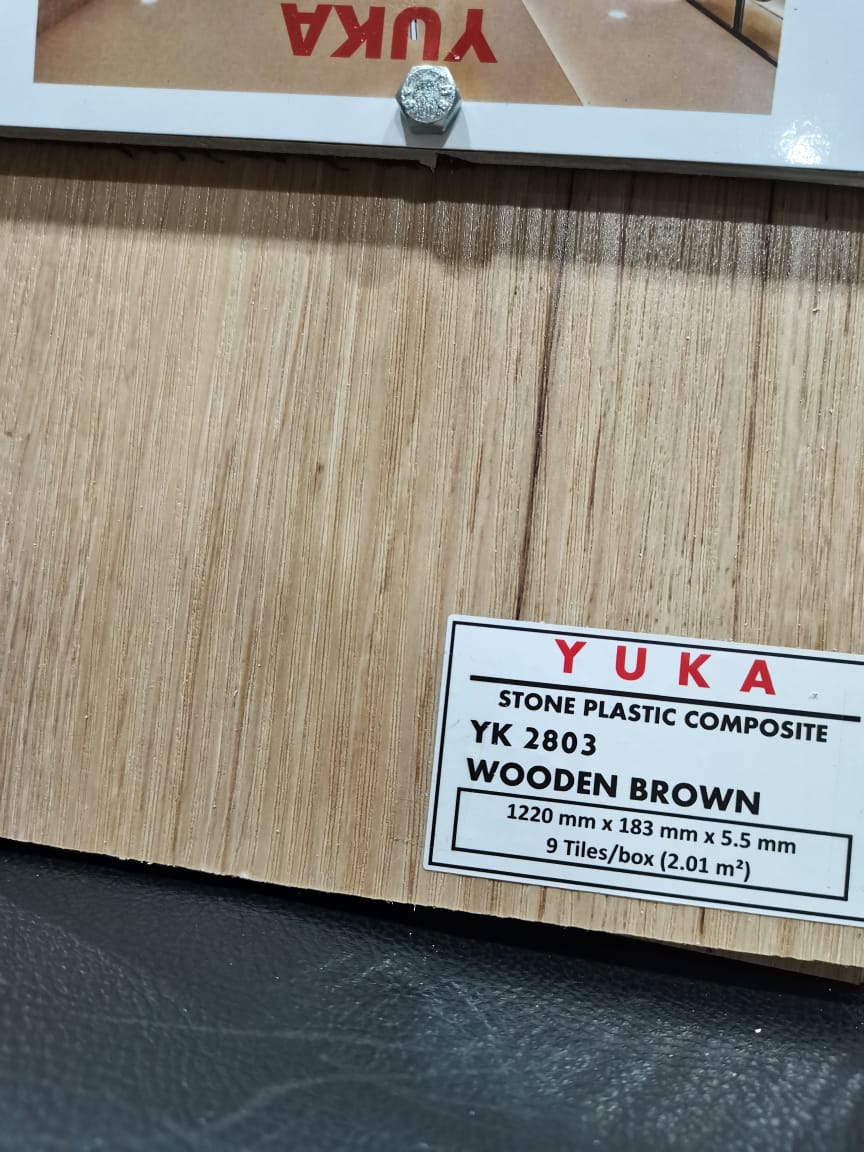 YUKA
YUKA
STONE PLASTIC COMPOSITE
YK 2803
WOODEN BROWN
1220 mm x 183 mm x 5.5 mm
9 Tiles/box (2.01 m²)